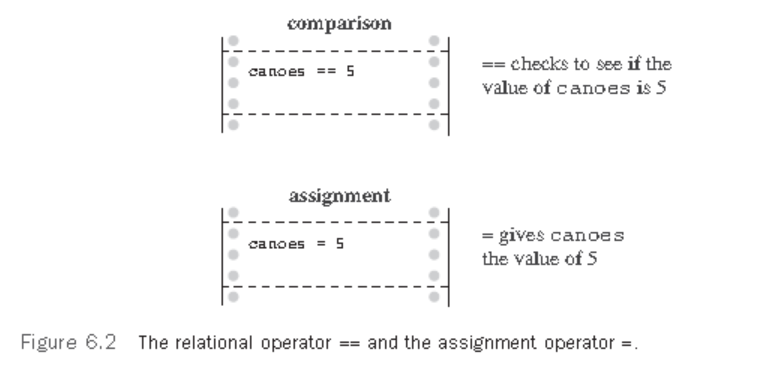 comparison
canoes == 5
== checks to see if the
value of canoes is 5
assignment
canoes = 5
= gives canoes
the value of 5
Figure 6.2 The relational operator == and the assignment operator =.